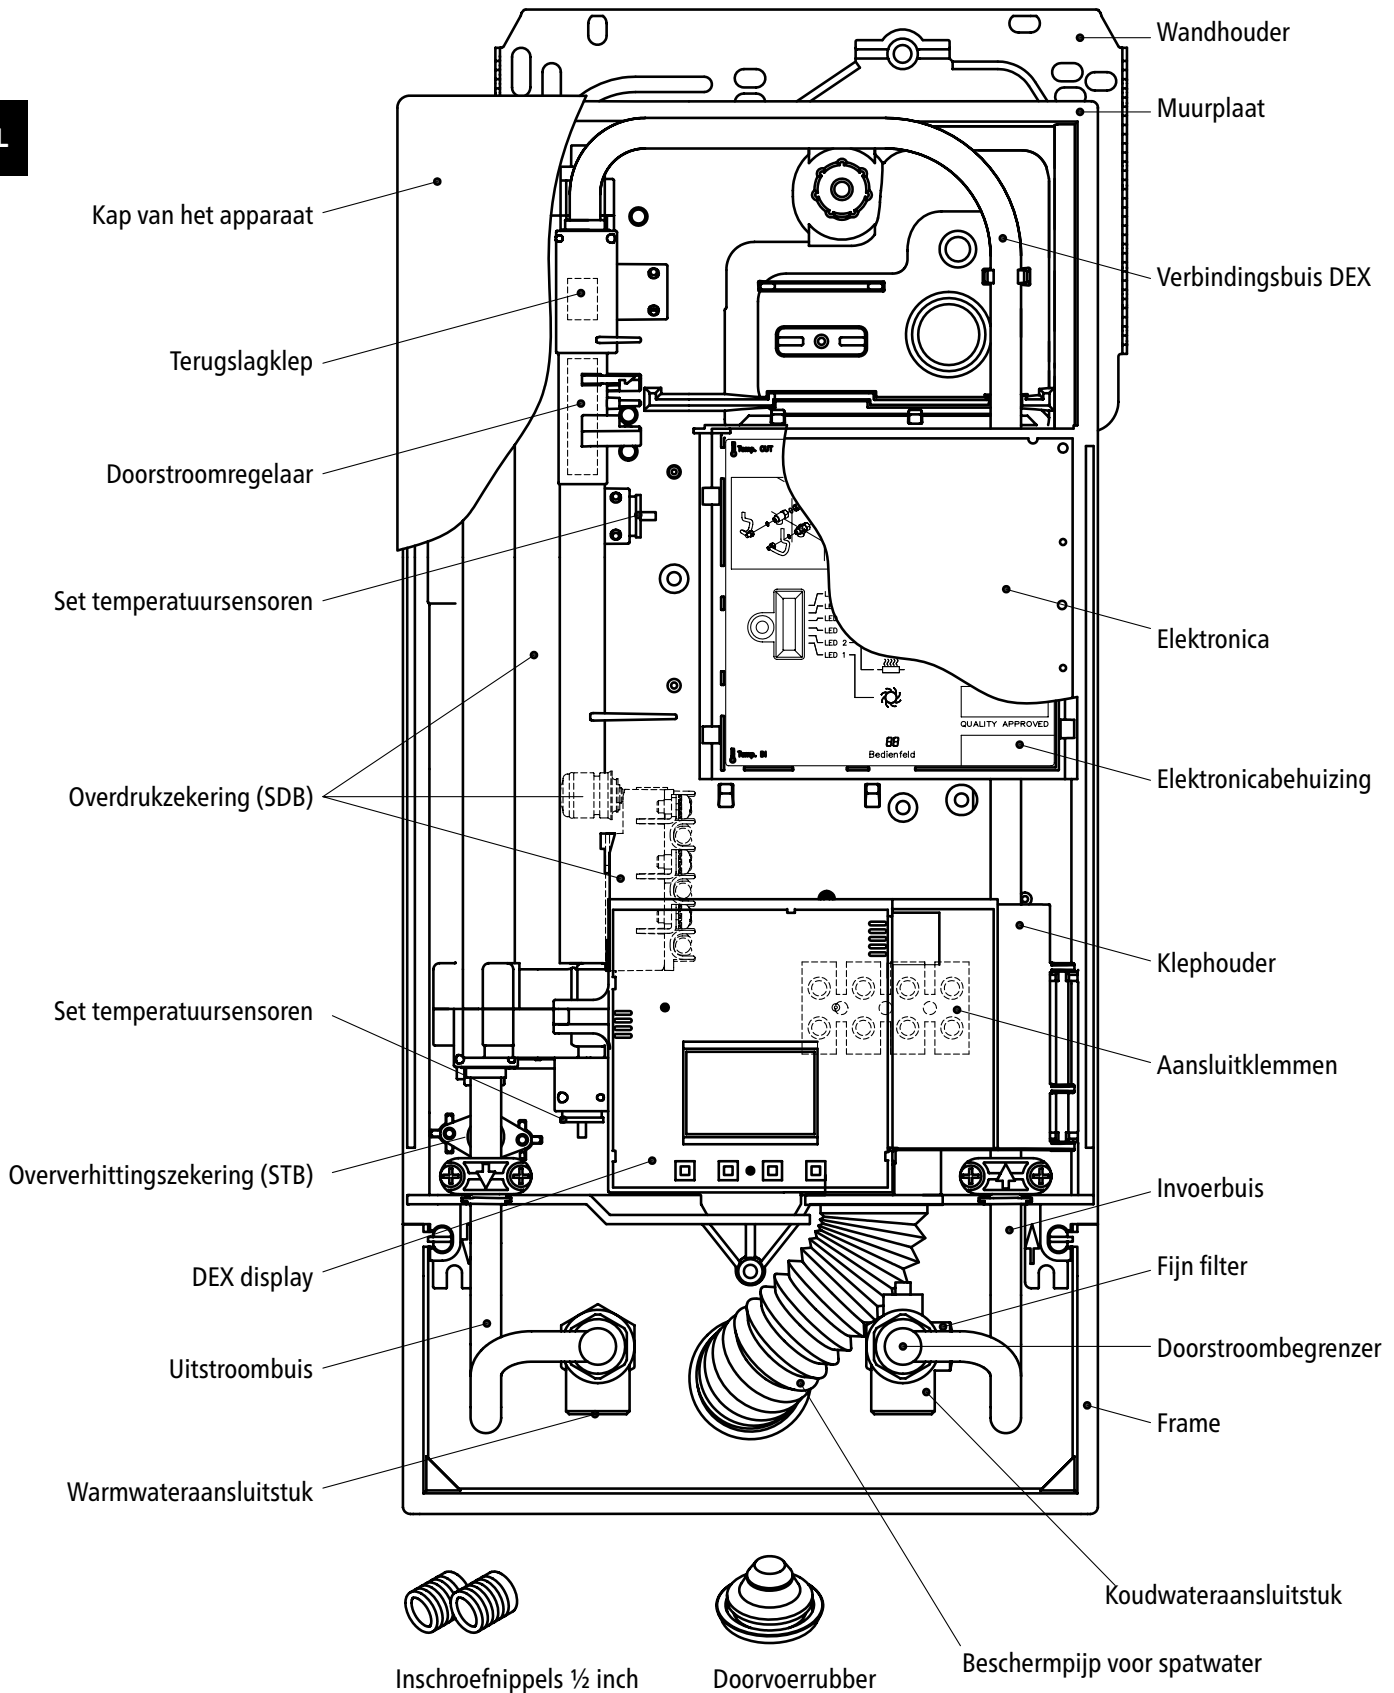 Wandhouder
Muurplaat
L
Kap van het apparaat
Verbindingsbuis DEX
Terugslagklep
Doorstroomregelaar
Temp. OUT
Set temperatuursensoren
Elektronica
LED
LED
LED 2
LED 1
QUALITY APPROVED
88
Bedienfeld
Temp. IN
Elektronicabehuizing
Overdrukzekering (SDB)
Klephouder
Set temperatuursensoren
Aansluitklemmen
Oververhittingszekering (STB)
Invoerbuis
DEX display
Fijn filter
Doorstroombegrenzer
Uitstroombuis
Frame
Warmwateraansluitstuk
Koudwateraansluitstuk
Beschermpijp voor spatwater
Inschroefnippels ½ inch
Doorvoerrubber